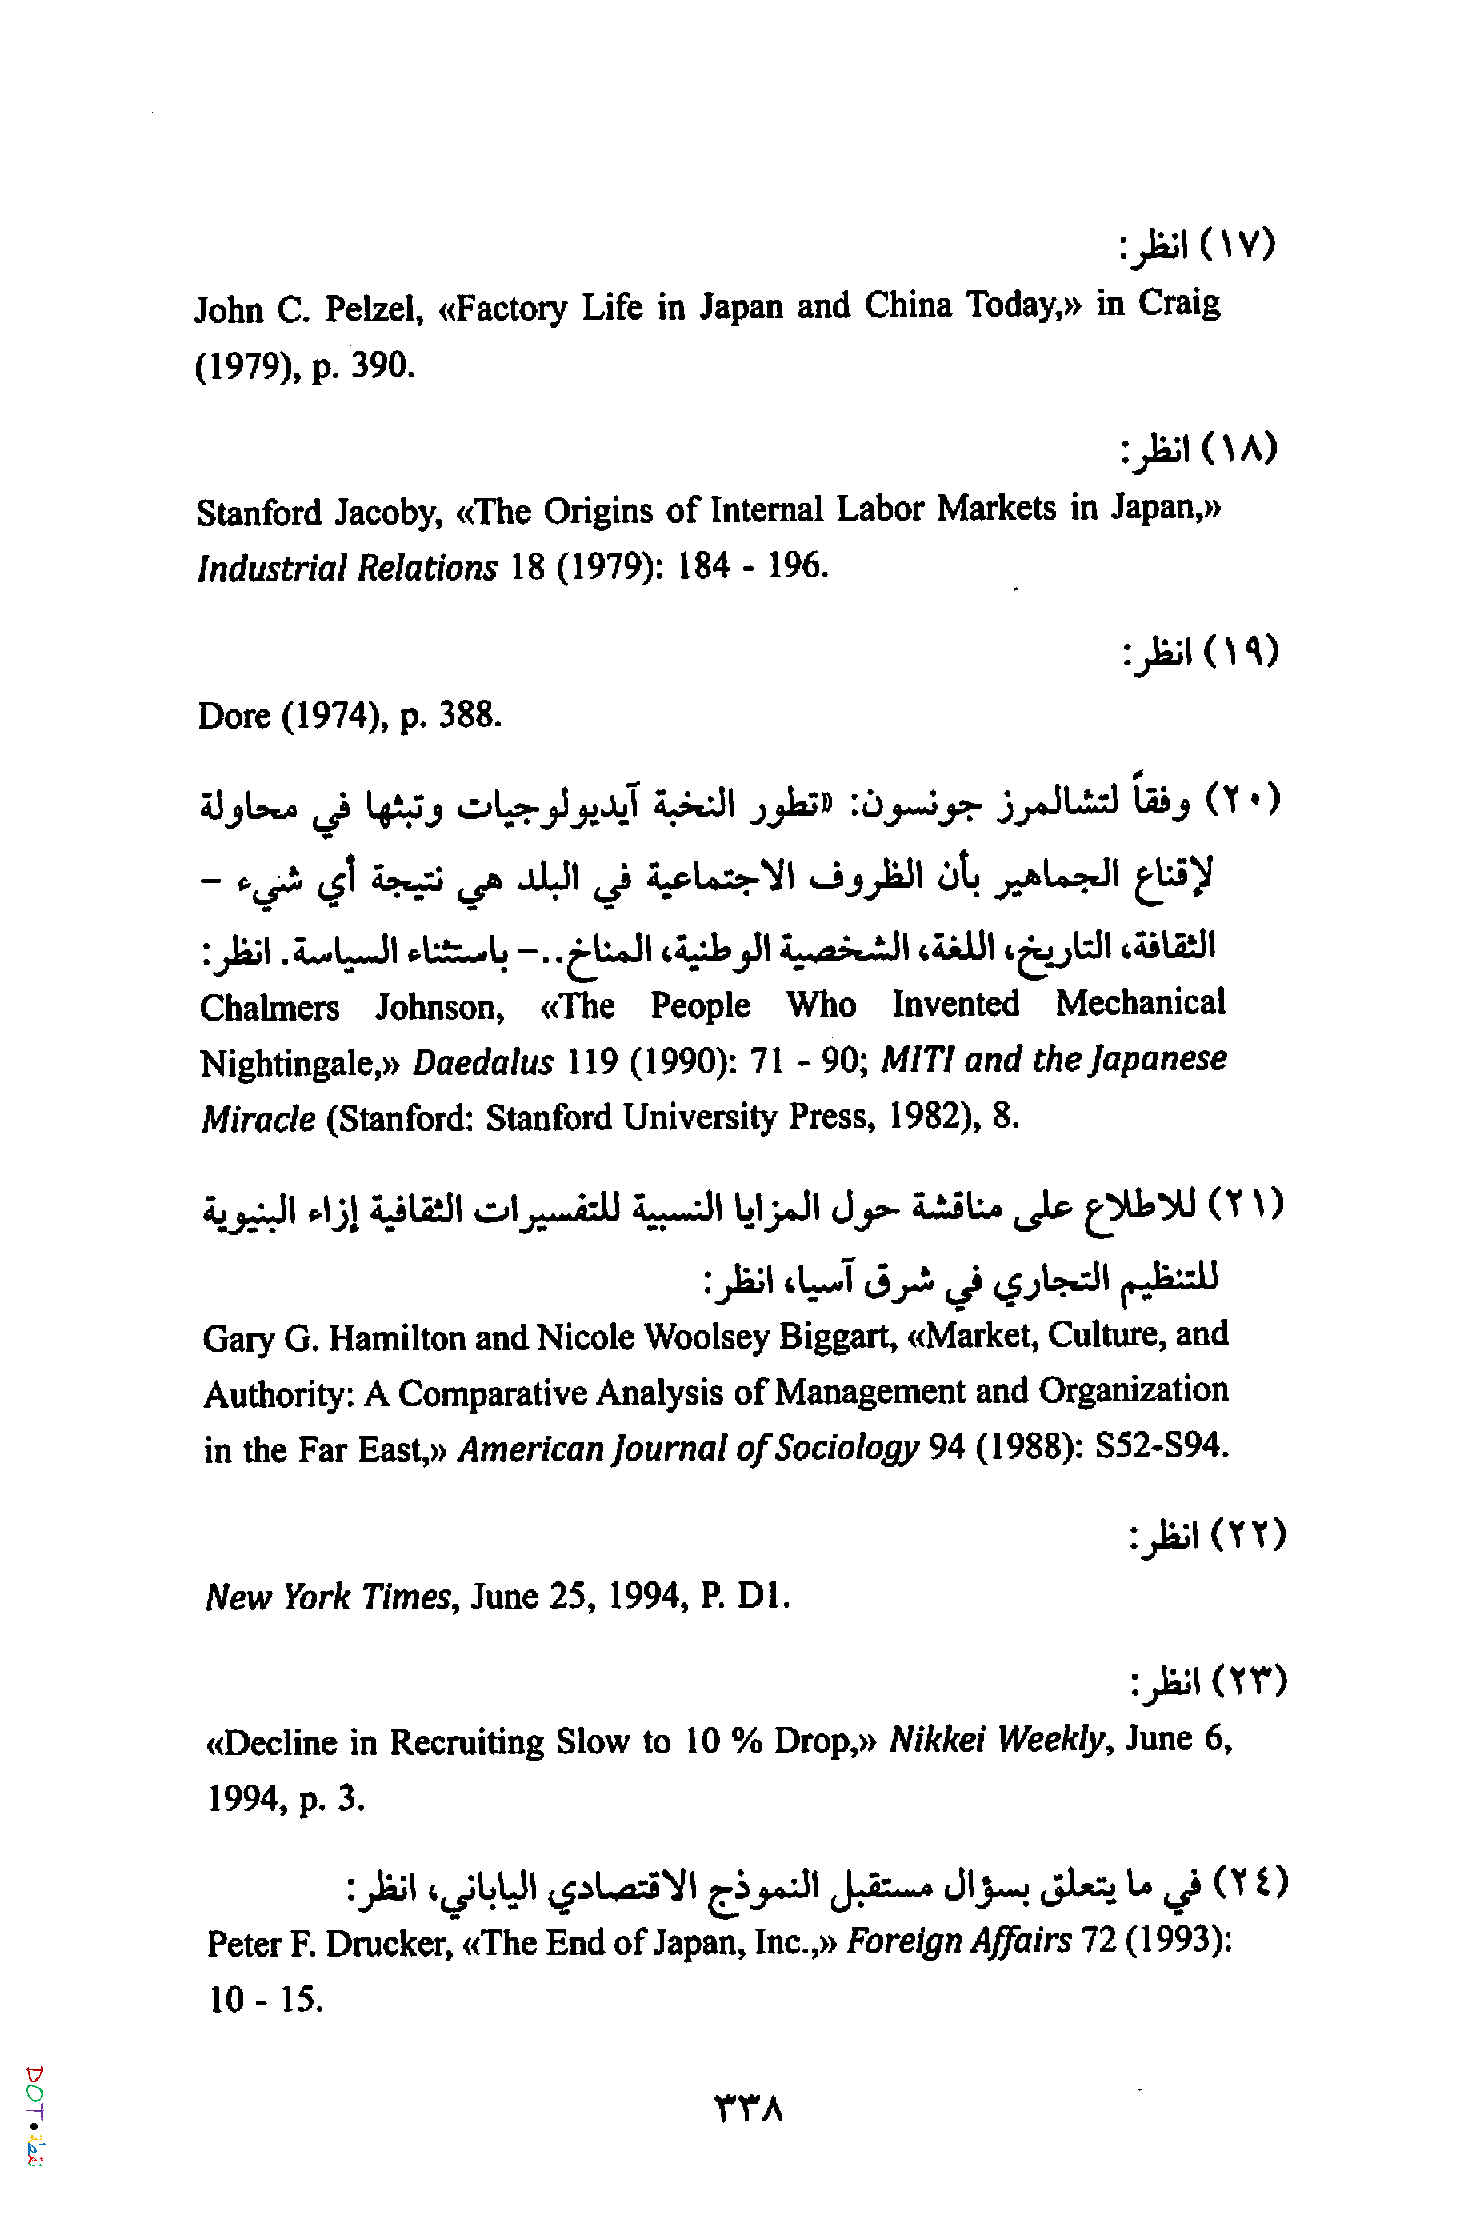 (١٧) انظر:
John C. Pelzel, «Factory Life in Japan and China Today,» in Craig
(1979), p. 390.
(١٨) انظر:
Stanford Jacoby, «The Origins of Internal Labor Markets in Japan,»
Industrial Relations 18 (1979): 184 - 196.
(١٩) انظر:
Dore (1974), p. 388.
(٢٠) وفقاً لتشالمرز جونسون: «تطور النخبة آيديولوجيات وتبثها في محاولة
لإقناع الجماهير بأن الظروف الاجتماعية في البلد هي نتيجة أي شيء –
الثقافة، التاريخ، اللغة، الشخصية الوطنية، المناخ..– باستثناء السياسة. انظر:
Chalmers Johnson, «The People Who Invented Mechanical
Nightingale,» Daedalus 119 (1990): 71 - 90; MITI and the Japanese
Miracle (Stanford: Stanford University Press, 1982), 8.
(٢١) للاطلاع على مناقشة حول المزايا النسبية للتفسيرات الثقافية إزاء البنيوية
للتنظيم التجاري في شرق آسيا، انظر:
Gary G. Hamilton and Nicole Woolsey Biggart, «Market, Culture, and
Authority: A Comparative Analysis of Management and Organization
in the Far East,» American Journal of Sociology 94 (1988): S52-S94.
(٢٢) انظر:
New York Times, June 25, 1994, P. D1.
(٢٣) انظر:
«Decline in Recruiting Slow to 10 % Drop,» Nikkei Weekly, June 6,
1994, p. 3.
(٢٤) في ما يتعلق بسؤال مستقبل النموذج الاقتصادي الياباني، انظر:
Peter F. Drucker, «The End of Japan, Inc.,» Foreign Affairs 72 (1993):
10 - 15.
٣٣٨
DOT • نقطة